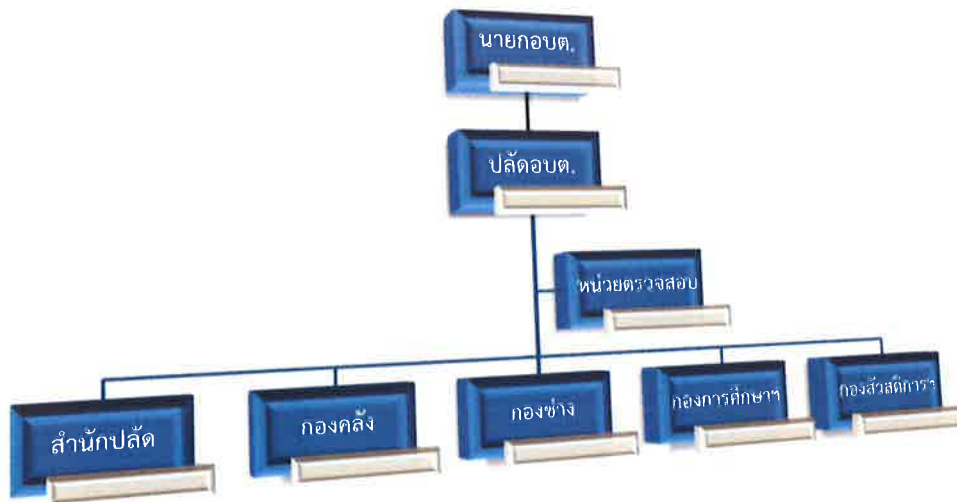 นายกอบต.
ปลัดอบต.
หน่วยตรวจสอบ
สำนักปลัด
กองคลัง
กองช่าง
กองการศึกษาฯ
กองสวัสดิการฯ